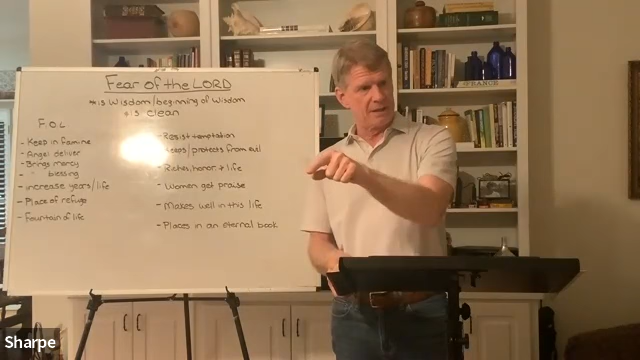 Fear of the LORD
* is Wisdom/beginning of Wisdom
* is clean
F.O.L
- Keep in famine
- Angel deliver
- Brings mercy
- " blessing
- increase years/life
- Place of refuge
- Fountain of life
- Resist temptation
/protects from evil
- Riches, honor + life
- Women get praise
- Makes well in this life
- Places in an eternal book
DANCE
Sharpe